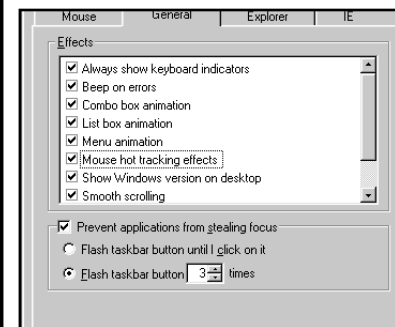 Mouse General Explorer IE
Effects
Always show keyboard indicators
Beep on errors
Combo box animation
List box animation
Menu animation
Mouse hot tracking effects
Show Windows version on desktop
Smooth scrolling
Prevent applications from stealing focus
Flash taskbar button until I click on it
Flash taskbar button 3 times